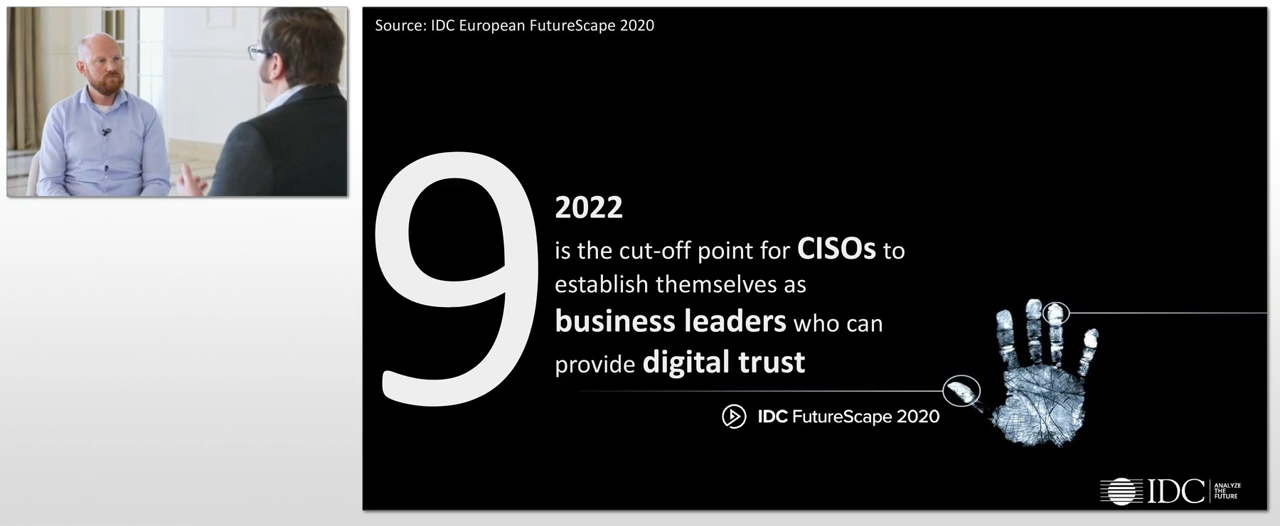 Source: IDC European FutureScape 2020
9
2022
is the cut-off point for CISOs to
establish themselves as
business leaders who can
provide digital trust
IDC FutureScape 2020
IDC
ANALYZE
THE
FUTURE